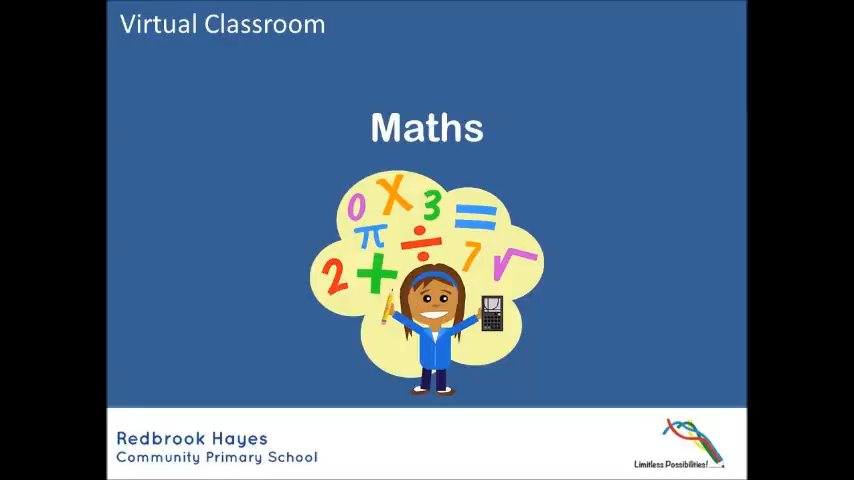 Virtual Classroom
Maths
0 X 3 =
π ÷ 7 √
2 +
Redbrook Hayes
Community Primary School
Limitless Possibilities!